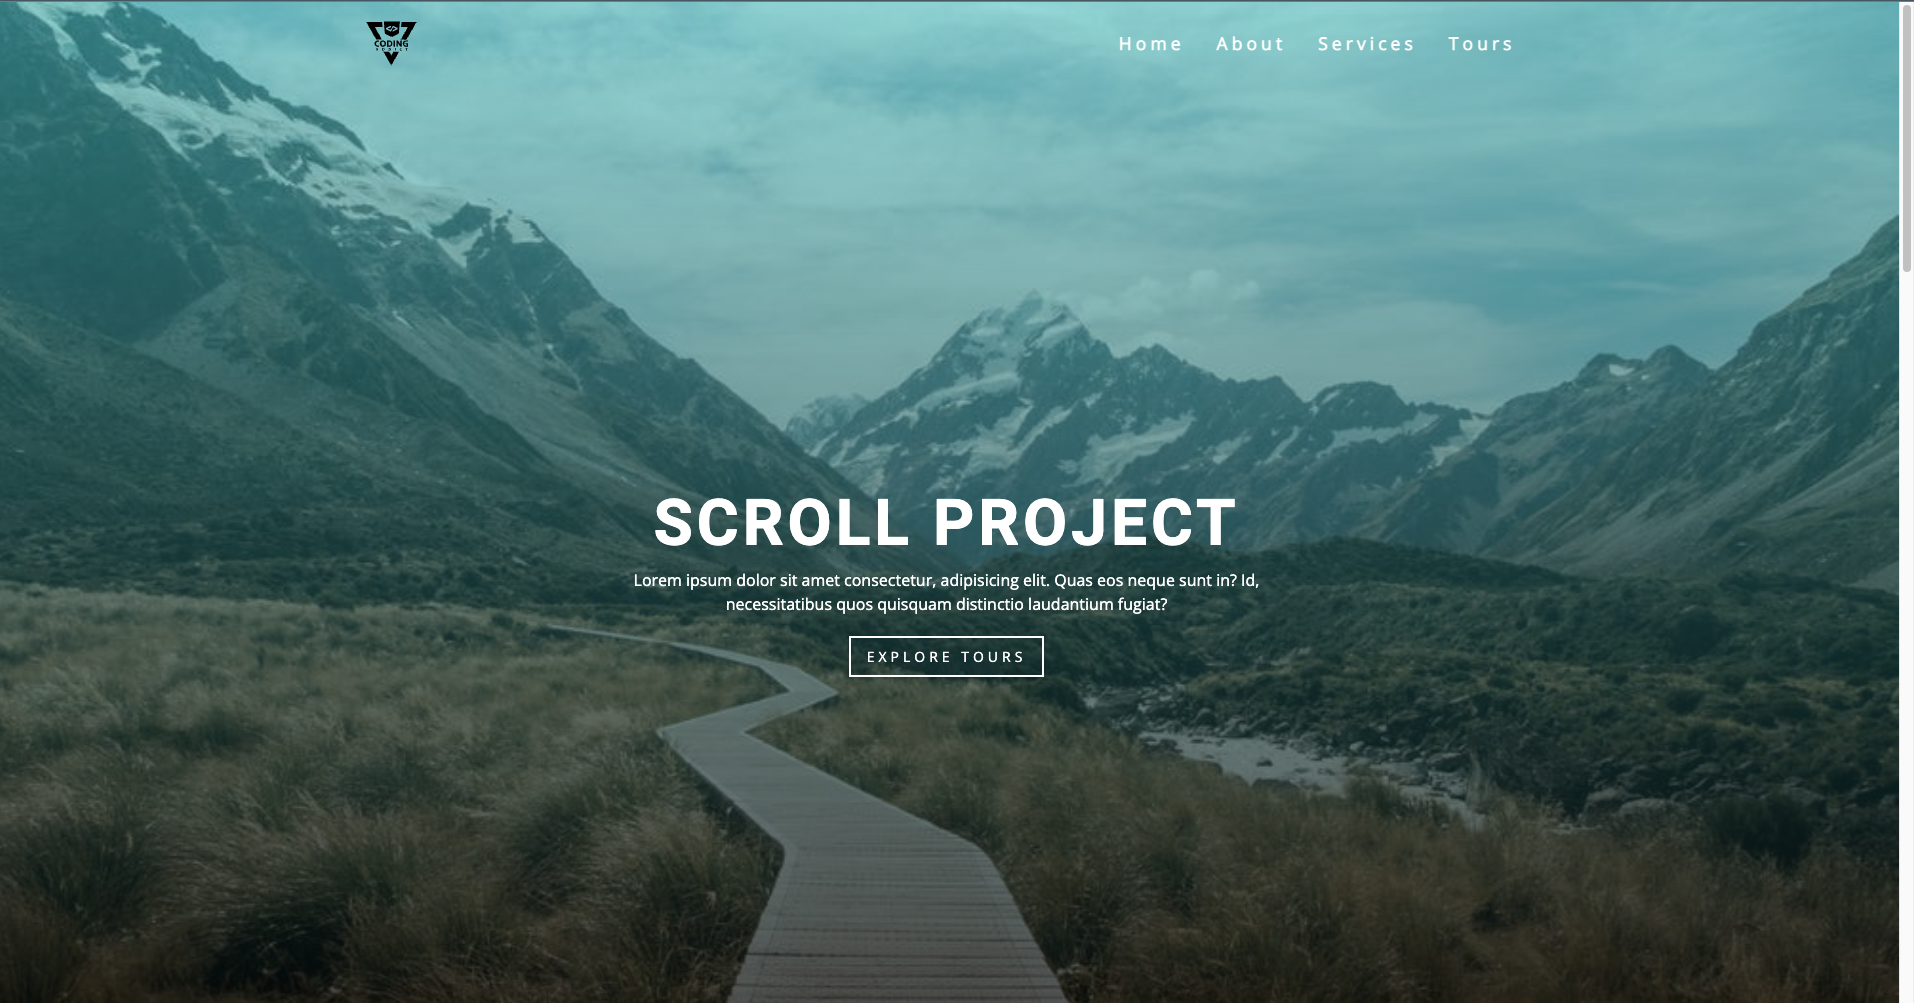 </>
CODING
ADDICT
Home About Services Tours
SCROLL PROJECT
Lorem ipsum dolor sit amet consectetur, adipisicing elit. Quas eos neque sunt in? Id,
necessitatibus quos quisquam distinctio laudantium fugiat?
EXPLORE TOURS